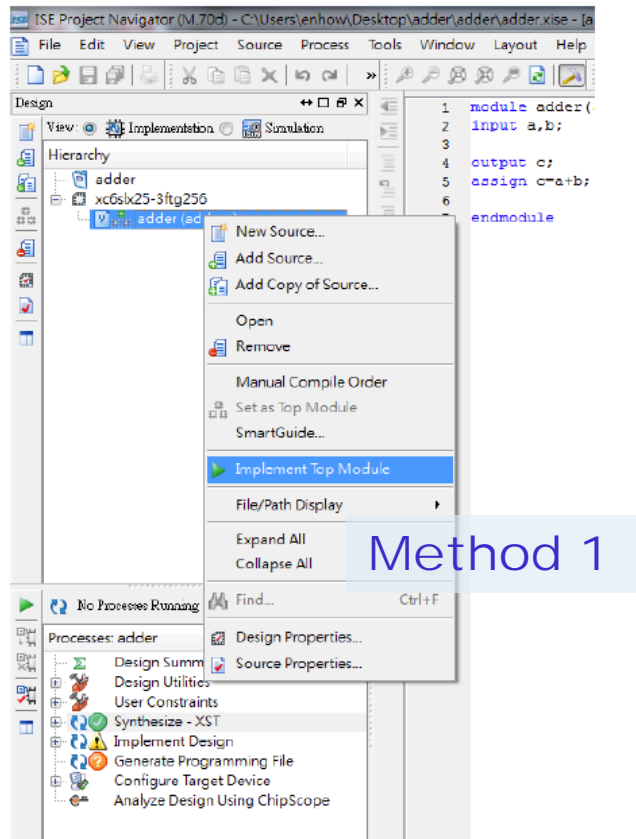 ISE Project Navigator (M.70d) - C:\Users\enhow\Desktop\adder\adder\adder.xise - [a
File Edit View Project Source Process Tools Window Layout Help
Design
View: Implementation Simulation
Hierarchy
adder
xc6slx25-3ftg256
adder (ad
1 module adder(
2 input a,b;
3
4 output c;
5 assign c=a+b;
6
endmodule
New Source...
Add Source...
Add Copy of Source...
Open
Remove
Manual Compile Order
Set as Top Module
SmartGuide...
Implement Top Module
File/Path Display
Expand All
Collapse All
Find... Ctrl+F
Design Properties...
Source Properties...
Method 1
No Processes Running
Processes: adder
Design Summ
Design Utilities
User Constraints
Synthesize - XST
Implement Design
Generate Programming File
Configure Target Device
Analyze Design Using ChipScope